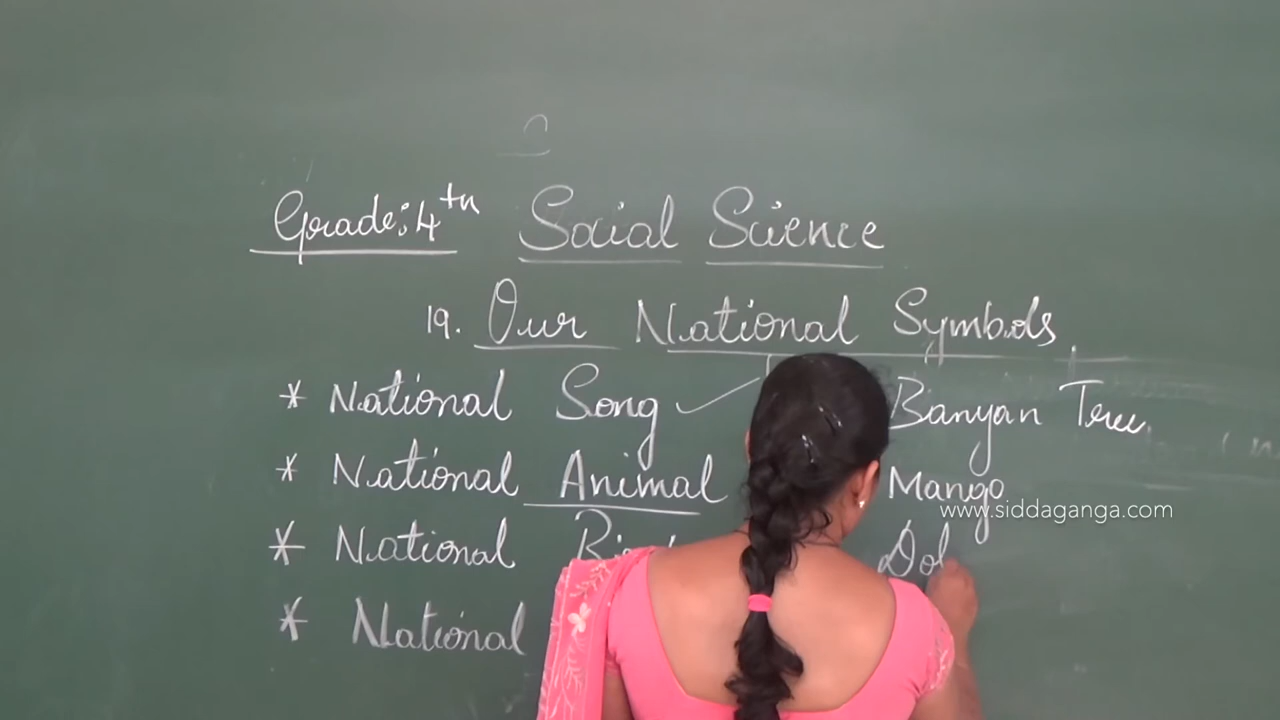 Grade: 4th Social Science
19. Our National Symbols
* National Song Banyan Tree.
* National Animal Mango
www.siddaganga.com
* National Dol
* National